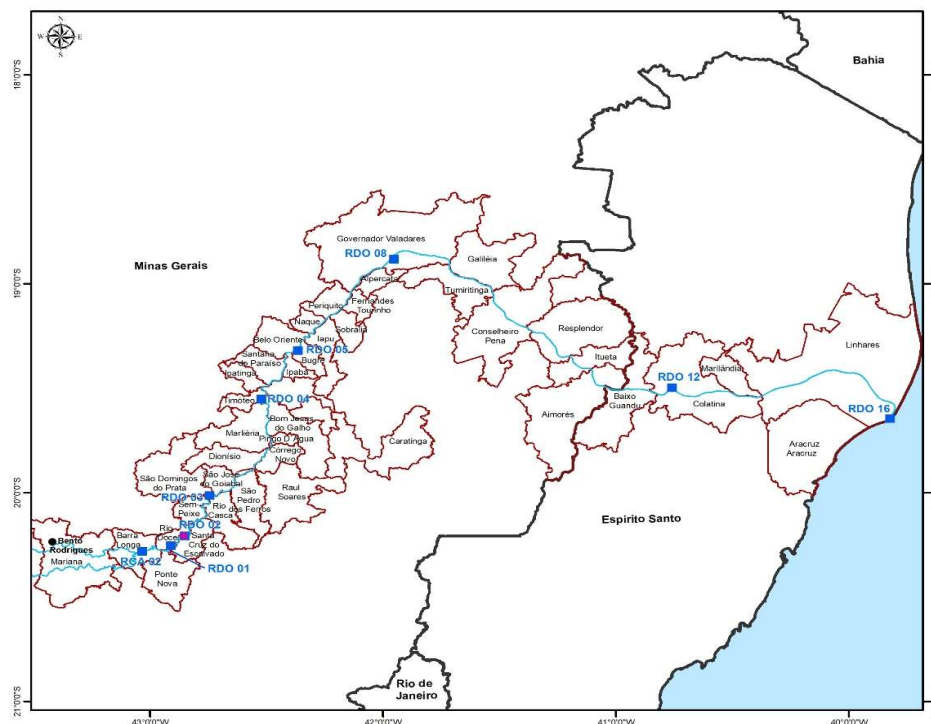 N
W
E
S
Bahia
18°0'0"S
Minas Gerais
Governador Valadares
RDO 08
Galiléia
Alpercata
Tumiritinga
19°0'0"S
Periquito
Fernandes
Tourinho
Naque
Sobrália
Resplendor
Conselheiro
Pena
Belo Oriente
Iapu
RDO 05
Bugre
Linhares
Santana
do Paraíso
Itueta
Ipatinga
Ipaba
Marilândia
RDO 12
Timóteo
RDO 04
Baixo
Guandu
Colatina
RDO 16
Aimorés
Bom Jesus
do Galho
Marliéria
Pingo D'Água
Caratinga
Córrego
Novo
Aracruz
Aracruz
Dionísio
São Domingos
do Prata
São José
do Goiabal
Raul
Soares
20°0'0"S
RDO 03
São
Pedro
dos Ferros
Sem-
Peixe
Rio
Casca
Espírito Santo
RDO 02
Rio
Doce
Santa
Cruz do
Escalvado
Barra
Longa
Bento
Rodrigues
Mariana
RCA 02
RDO 01
Ponte
Nova
Rio de
Janeiro
21°0'0"S
43°0'0"W
42°0'0"W
41°0'0"W
40°0'0"W